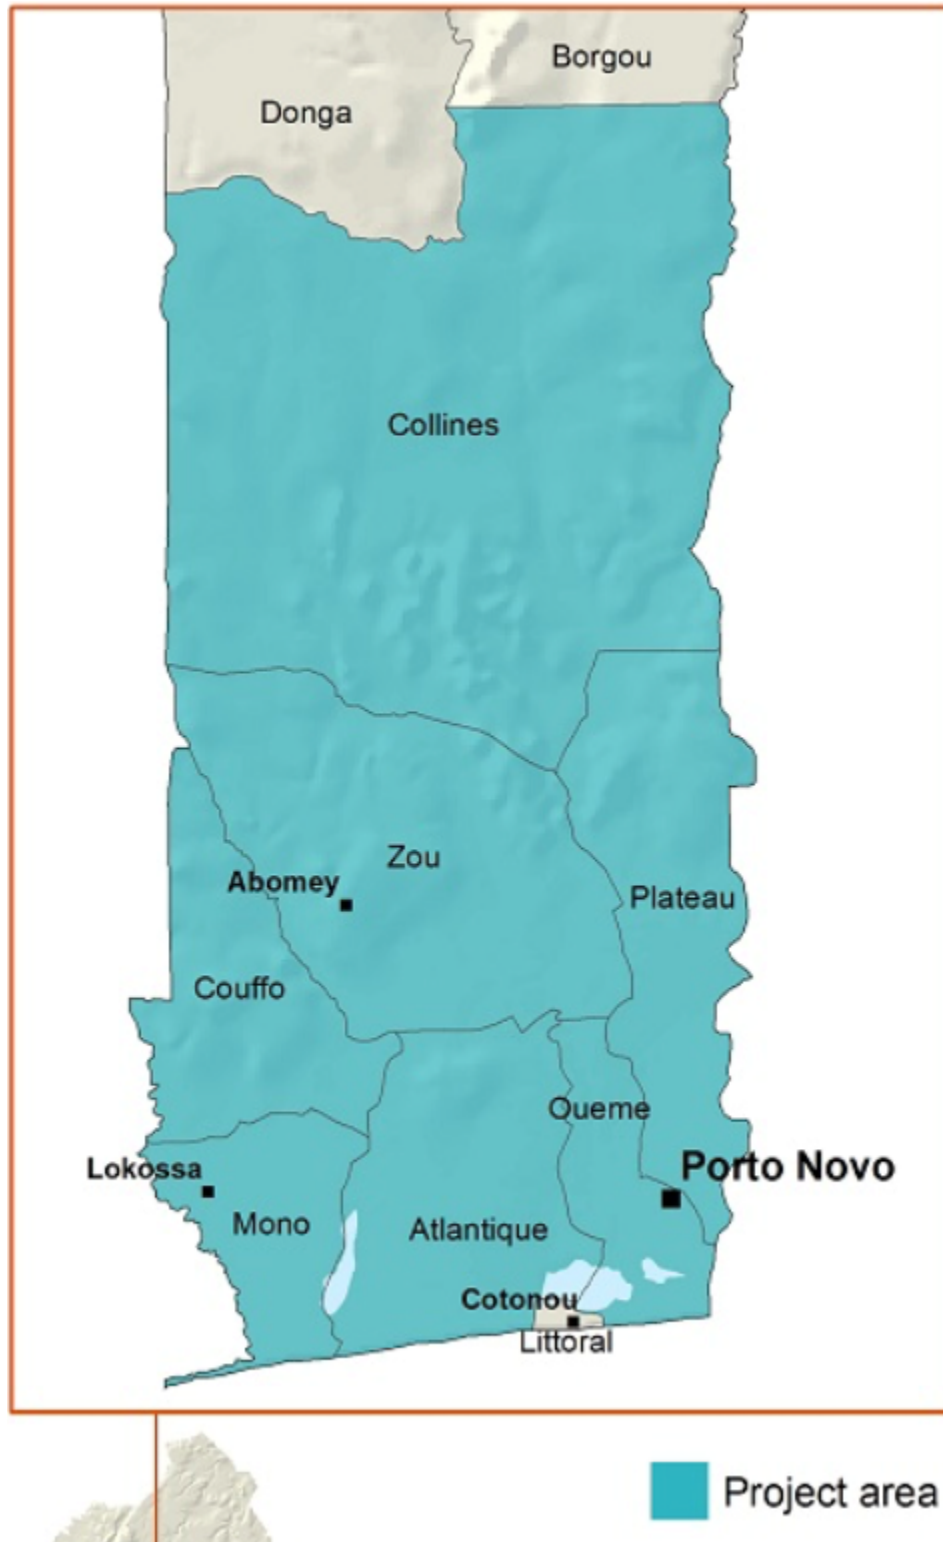 Borgou
Donga
Collines
Zou
Abomey
Plateau
Couffo
Oueme
Porto Novo
Lokossa
Mono
Atlantique
Cotonou
Littoral
Project area